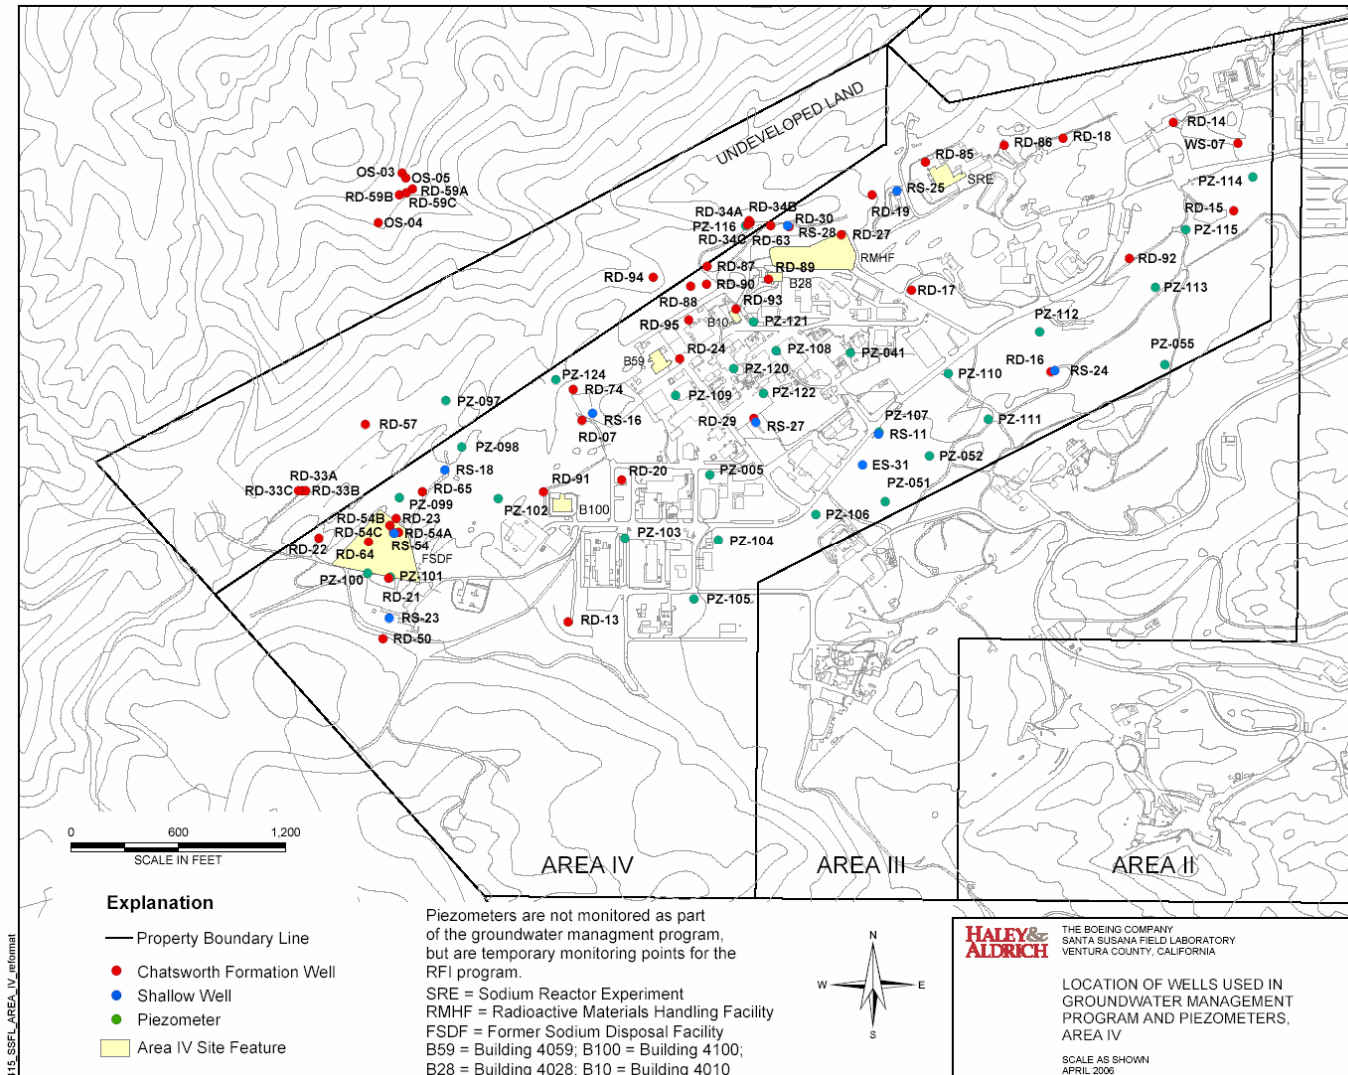 UNDEVELOPED LAND
RD-14
RD-18
RD-86
WS-07
RD-85
SRE
PZ-114
OS-03
OS-05
RD-59A
RD-59B
RD-59C
OS-04
RS-25
RD-19
RD-15
RD-34B
RD-34A
RD-30
PZ-116
RS-28
RD-34C
RD-63
RD-27
PZ-115
RMHF
RD-92
RD-87
RD-89
RD-94
RD-90
B28
RD-88
RD-17
PZ-113
RD-93
RD-95
B10
PZ-121
PZ-112
B59
RD-24
PZ-108
PZ-041
RD-16
PZ-055
PZ-120
PZ-110
RS-24
PZ-124
RD-74
PZ-109
PZ-122
PZ-097
RD-57
RS-16
RD-07
RD-29
RS-27
PZ-107
RS-11
PZ-111
PZ-098
PZ-052
RS-18
ES-31
RD-33A
RD-33C
RD-33B
RD-65
RD-91
RD-20
PZ-005
PZ-051
PZ-099
PZ-102
B100
PZ-106
RD-54B
RD-23
RD-54C
RD-54A
RD-22
RS-54
PZ-103
PZ-104
RD-64
FSDF
PZ-100
PZ-101
RD-21
PZ-105
RS-23
RD-13
RD-50
0 600 1,200
SCALE IN FEET
AREA IV
AREA III
AREA II
Explanation
Property Boundary Line
Chatsworth Formation Well
Shallow Well
Piezometer
Area IV Site Feature
Piezometers are not monitored as part
of the groundwater managment program,
but are temporary monitoring points for the
RFI program.
SRE = Sodium Reactor Experiment
RMHF = Radioactive Materials Handling Facility
FSDF = Former Sodium Disposal Facility
B59 = Building 4059; B100 = Building 4100;
B28 = Building 4028; B10 = Building 4010
N
W
E
S
HALEY&
ALDRICH
THE BOEING COMPANY
SANTA SUSANA FIELD LABORATORY
VENTURA COUNTY, CALIFORNIA
LOCATION OF WELLS USED IN
GROUNDWATER MANAGEMENT
PROGRAM AND PIEZOMETERS,
AREA IV
SCALE AS SHOWN
APRIL 2006